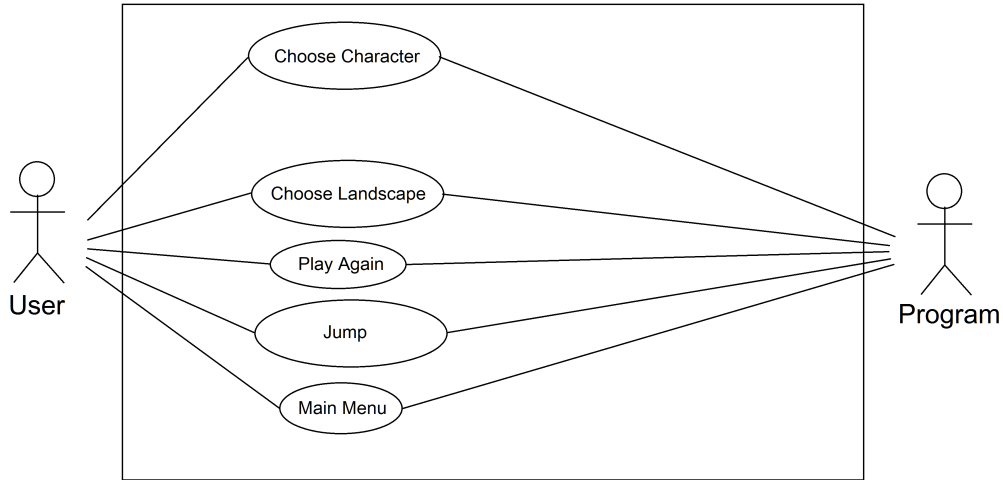 Choose Character
Choose Landscape
Play Again
Jump
Main Menu
User
Program